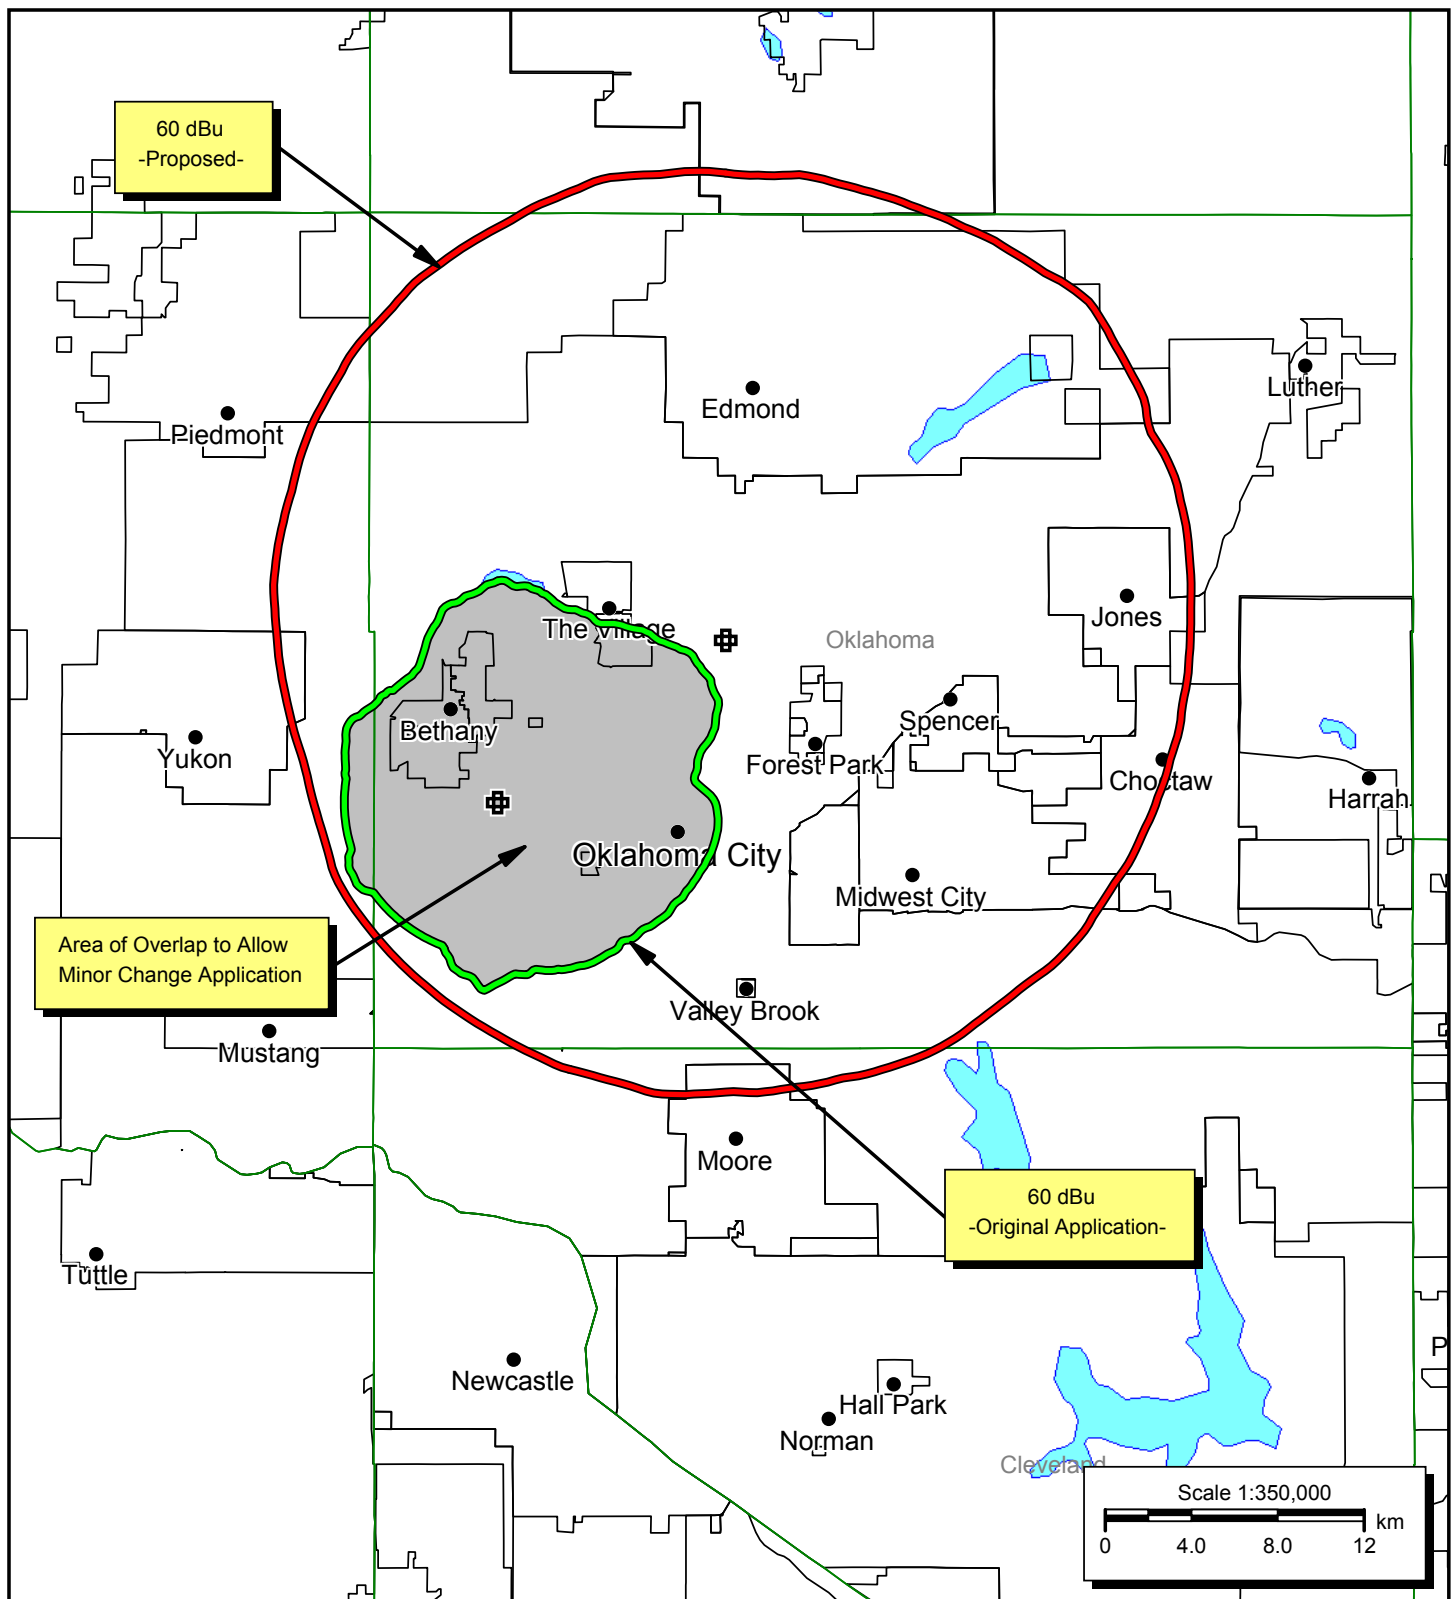 60 dBu
-Proposed-
Luther
Edmond
Piedmont
Jones
The Village
Oklahoma
Spencer
Bethany
Yukon
Forest Park
Choctaw
Harrah
Oklahoma City
Midwest City
Area of Overlap to Allow
Minor Change Application
Valley Brook
Mustang
Moore
60 dBu
-Original Application-
Tuttle
P
Newcastle
Hall Park
Norman
Cleveland
Scale 1:350,000
km
0 4.0 8.0 12